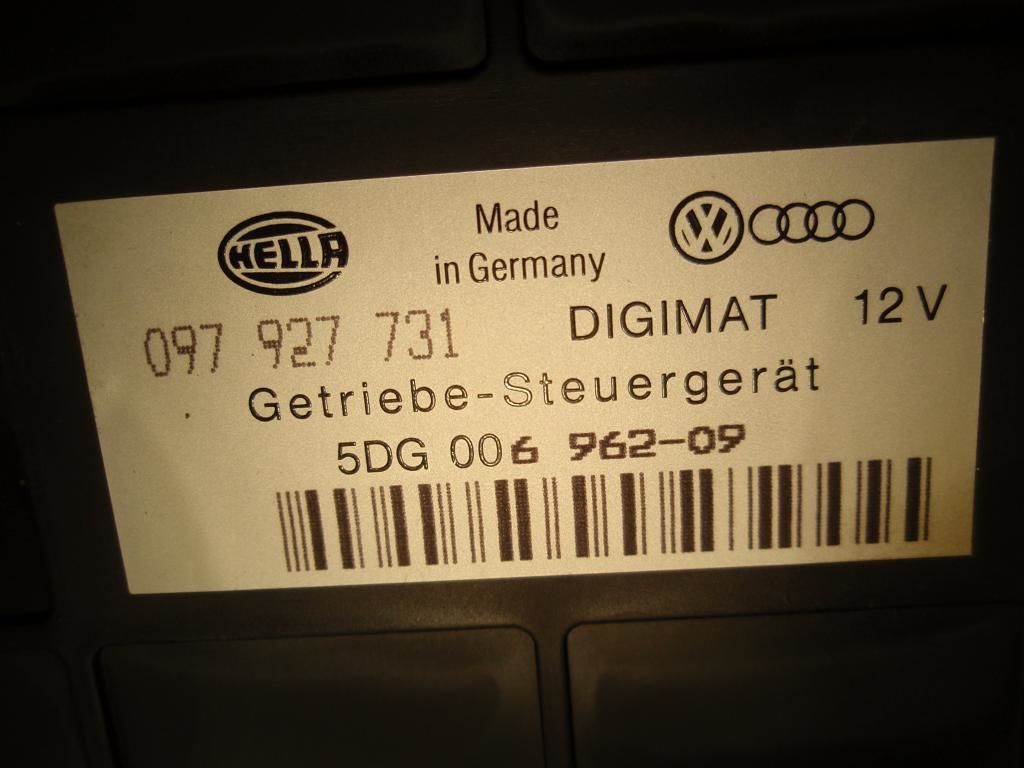 HELLA
Made
in Germany
VW
097 927 731
DIGIMAT 12 V
Getriebe-Steuergerät
5DG 006 962-09